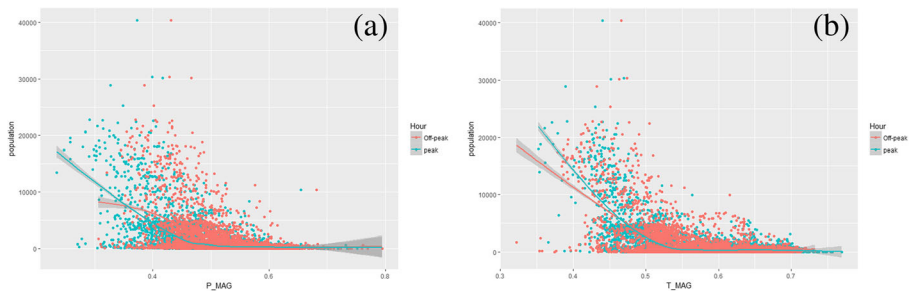 (a)
40000
30000
20000
10000
0
population
0.4
0.6
0.8
P_MAG
Hour
Off-peak
peak
(b)
40000
30000
20000
10000
0
population
0.3
0.4
0.5
0.6
0.7
T_MAG
Hour
Off-peak
peak